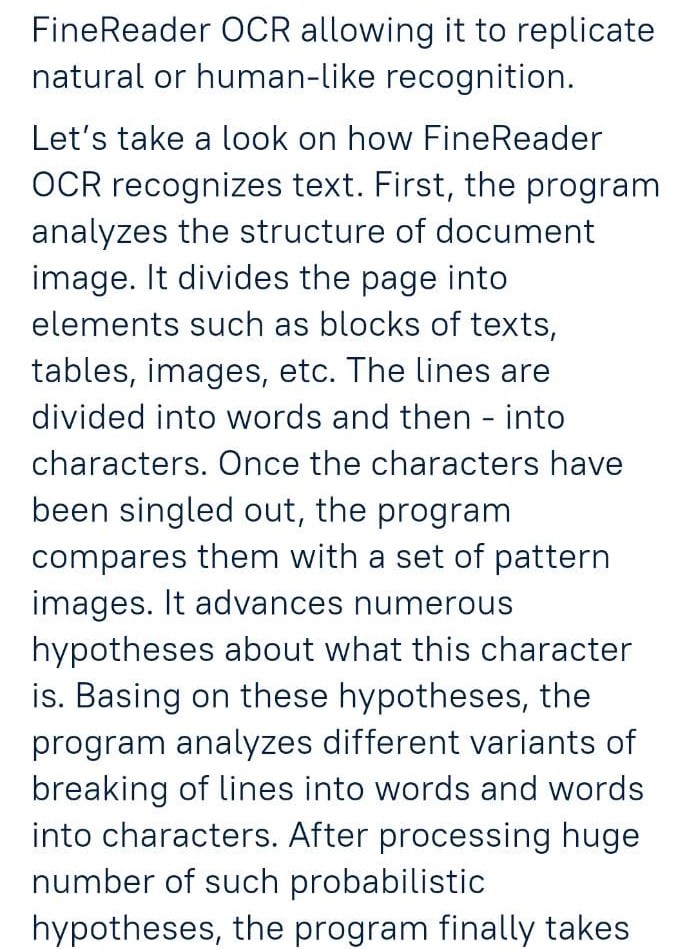 FineReader OCR allowing it to replicate
natural or human-like recognition.
Let's take a look on how FineReader
OCR recognizes text. First, the program
analyzes the structure of document
image. It divides the page into
elements such as blocks of texts,
tables, images, etc. The lines are
divided into words and then - into
characters. Once the characters have
been singled out, the program
compares them with a set of pattern
images. It advances numerous
hypotheses about what this character
is. Basing on these hypotheses, the
program analyzes different variants of
breaking of lines into words and words
into characters. After processing huge
number of such probabilistic
hypotheses, the program finally takes